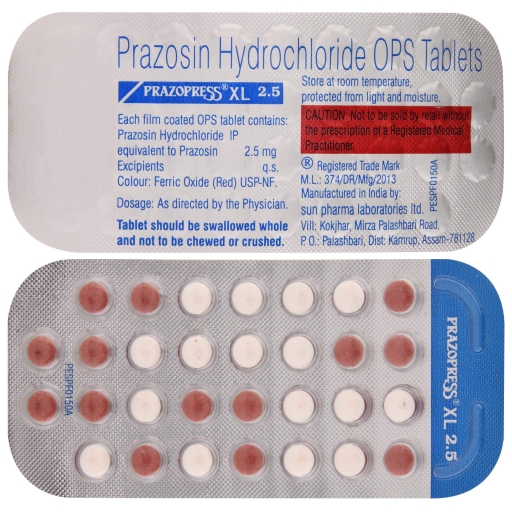 Prazosin Hydrochloride OPS Tablets
PRAZOPRESS® XL 2.5
Each film coated OPS tablet contains:
Prazosin Hydrochloride IP
equivalent to Prazosin 2.5 mg
Excipients q.s.
Colour: Ferric Oxide (Red) USP-NF.
Dosage: As directed by the Physician.
Tablet should be swallowed whole
and not to be chewed or crushed.
Store at room temperature,
protected from light and moisture.
CAUTION: Not to be sold by retail without
the prescription of a Registered Medical
Practitioner.
® Registered Trade Mark
M.L.: 374/DR/Mfg/2013
Manufactured in India by:
sun pharma laboratories ltd.
Vill: Kokjhar, Mirza Palashbari Road,
P O.: Palashbari, Dist: Kamrup, Assam-781128
PESPF0150A
PESPF0150A
PRAZOPRESS® XL 2.5